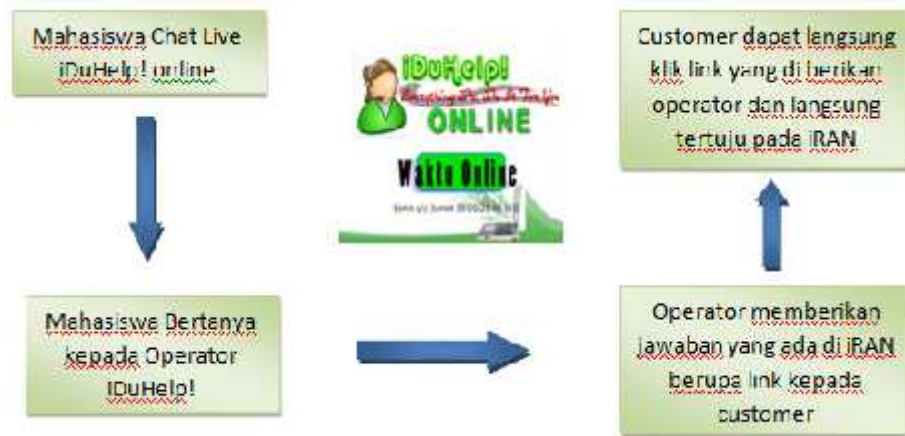 Mahasiswa Chat Live
iDuHelp! online
Mahasiswa Bertanya
kepada Operator
iDuHelp!
iDuHelp!
ONLINE
Waktu Online
Operator memberikan
jawaban yang ada di iRAN
berupa link kepada
customer
Customer dapat langsung
klik link yang di berikan
operator dan langsung
tertuju pada iRAN